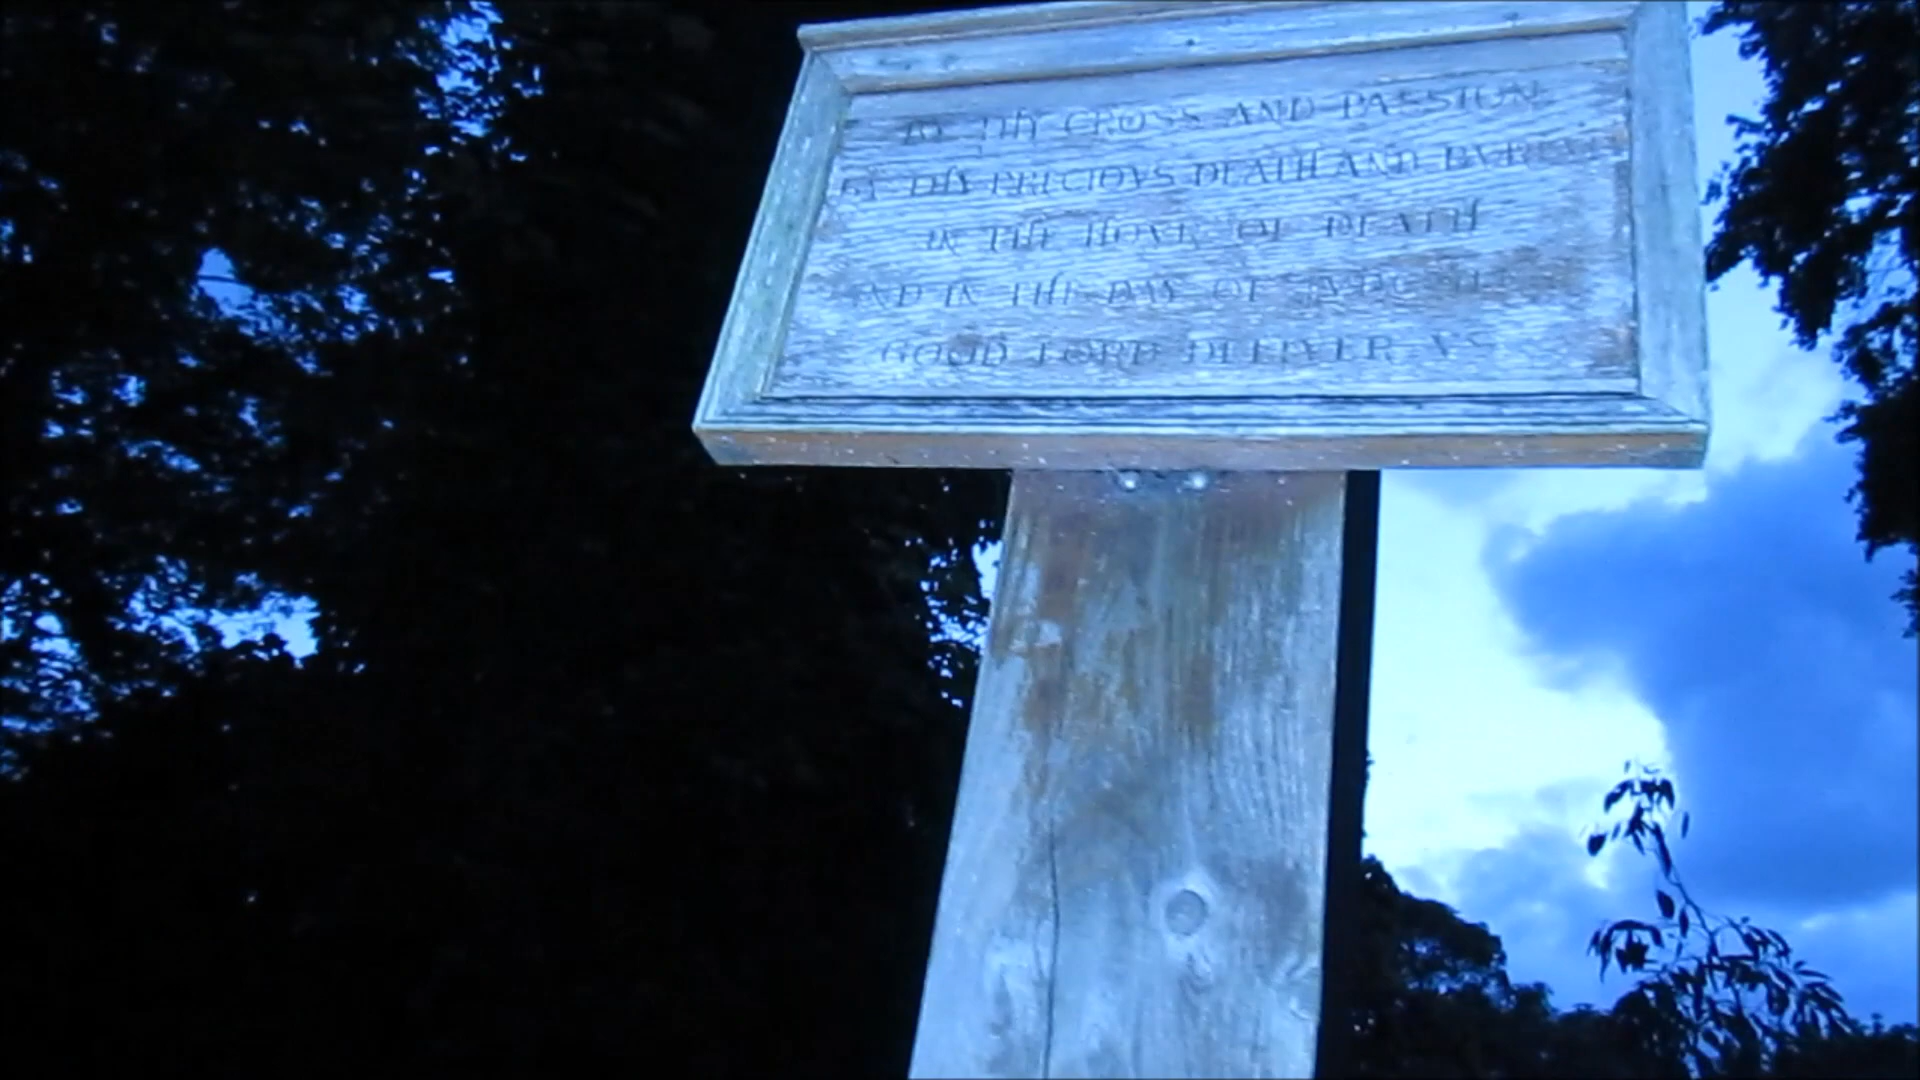 BY THY CROSS AND PASSION
BY THY PRECIOVS DEATH AND BVRIAL
IN THE HOVR OF DEATH
AND IN THE DAY OF
GOOD LORD DELIVER VS